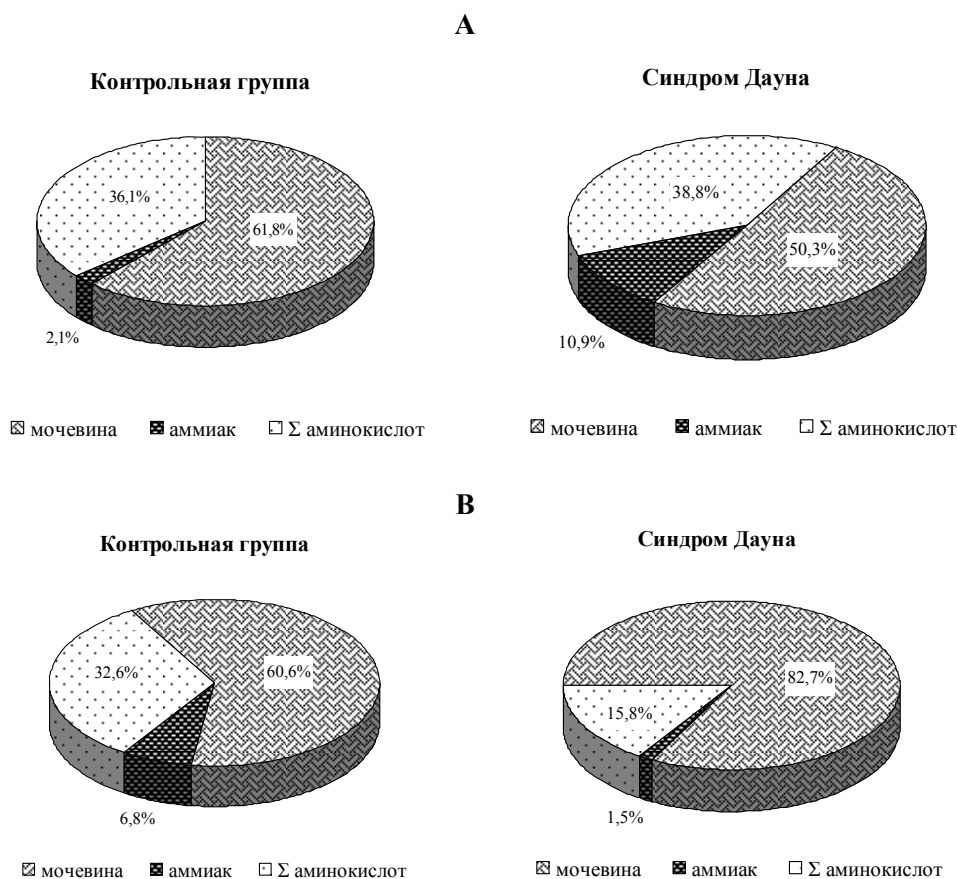 А
Контрольная группа
Синдром Дауна
36,1%
61,8%
2,1%
38,8%
50,3%
10,9%
мочевина аммиак Σ аминокислот
мочевина аммиак Σ аминокислот
В
Контрольная группа
Синдром Дауна
32,6%
60,6%
6,8%
82,7%
15,8%
1,5%
мочевина аммиак Σ аминокислот
мочевина аммиак Σ аминокислот